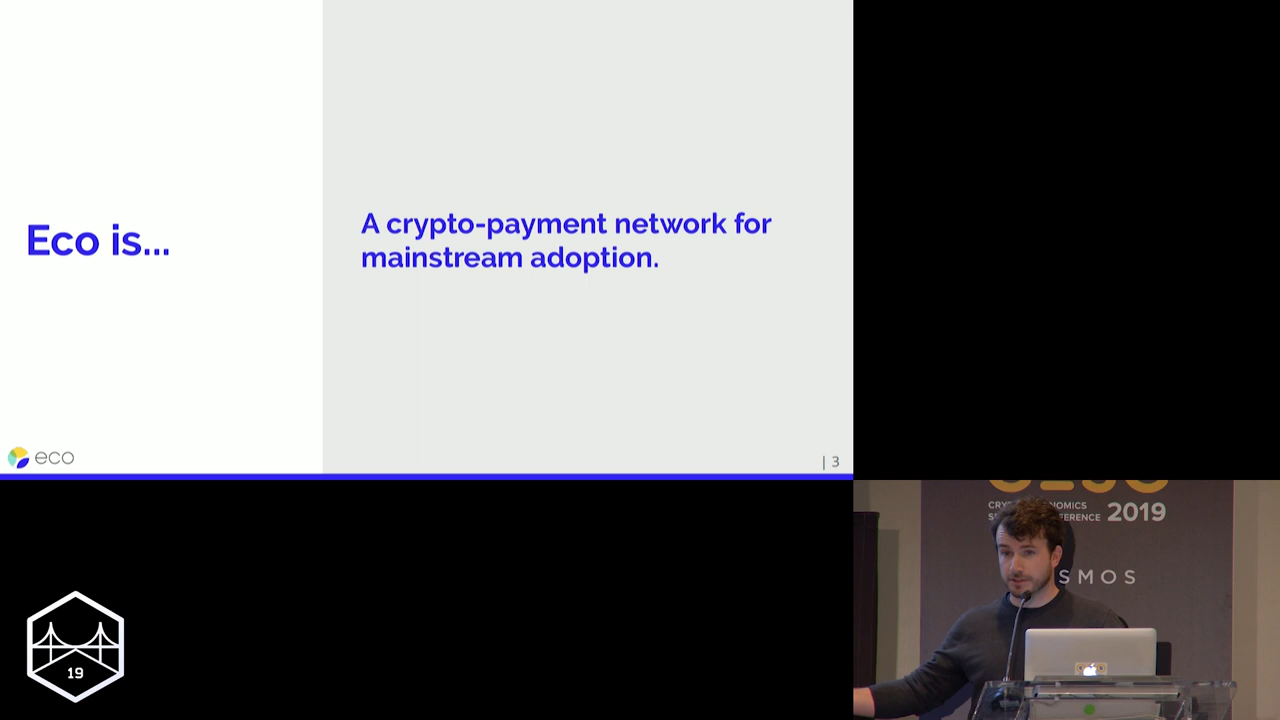 Eco is...
A crypto-payment network for
mainstream adoption.
eco
| 3
2019
SMOS
19